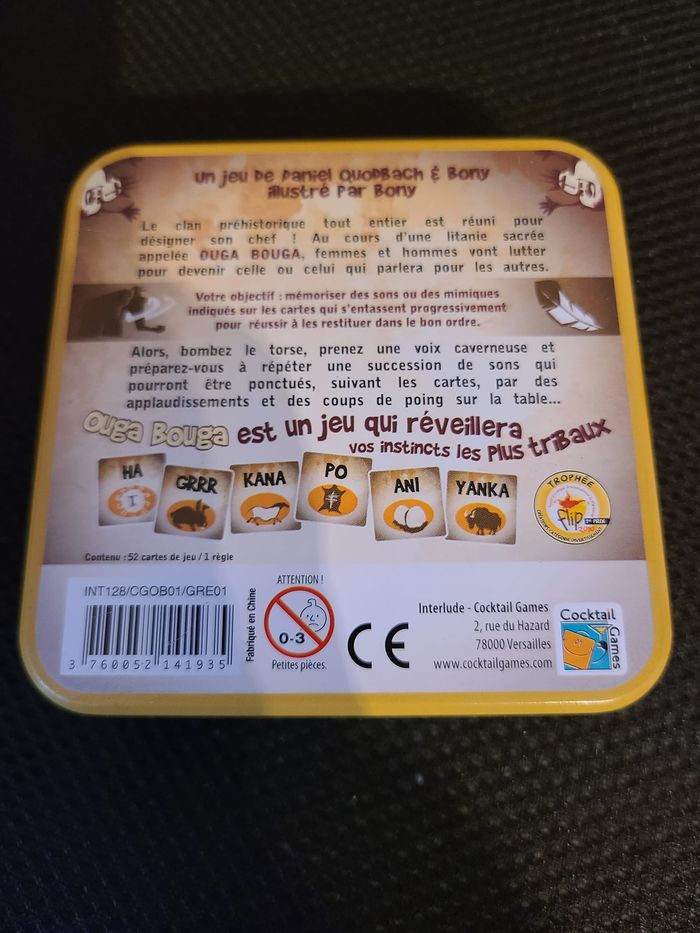 Un jeu de Daniel Quodbach & Bony
illustré par Bony
Le clan préhistorique tout entier est réuni pour
désigner son chef ! Au cours d'une litanie sacrée
appelée OUGA BOUGA, femmes et hommes vont lutter
pour devenir celle ou celui qui parlera pour les autres.
Votre objectif : mémoriser des sons ou des mimiques
indiqués sur les cartes qui s'entassent progressivement
pour réussir à les restituer dans le bon ordre.
Alors, bombez le torse, prenez une voix caverneuse et
préparez-vous à répéter une succession de sons qui
pourront être ponctués, suivant les cartes, par des
applaudissements et des coups de poing sur la table...
Ouga Bouga est un jeu qui réveillera
vos instincts les plus tribaux
HA
GRRR
KANA
PO
ANI
YANKA
TROPHÉE
Flip
Contenu : 52 cartes de jeu / 1 règle
INT128/CGOB01/GRE01
3 760052 141935
Fabriqué en Chine
ATTENTION !
0-3
Petites pièces.
CE
Interlude - Cocktail Games
2, rue du Hazard
78000 Versailles
www.cocktailgames.com
Cocktail
Games